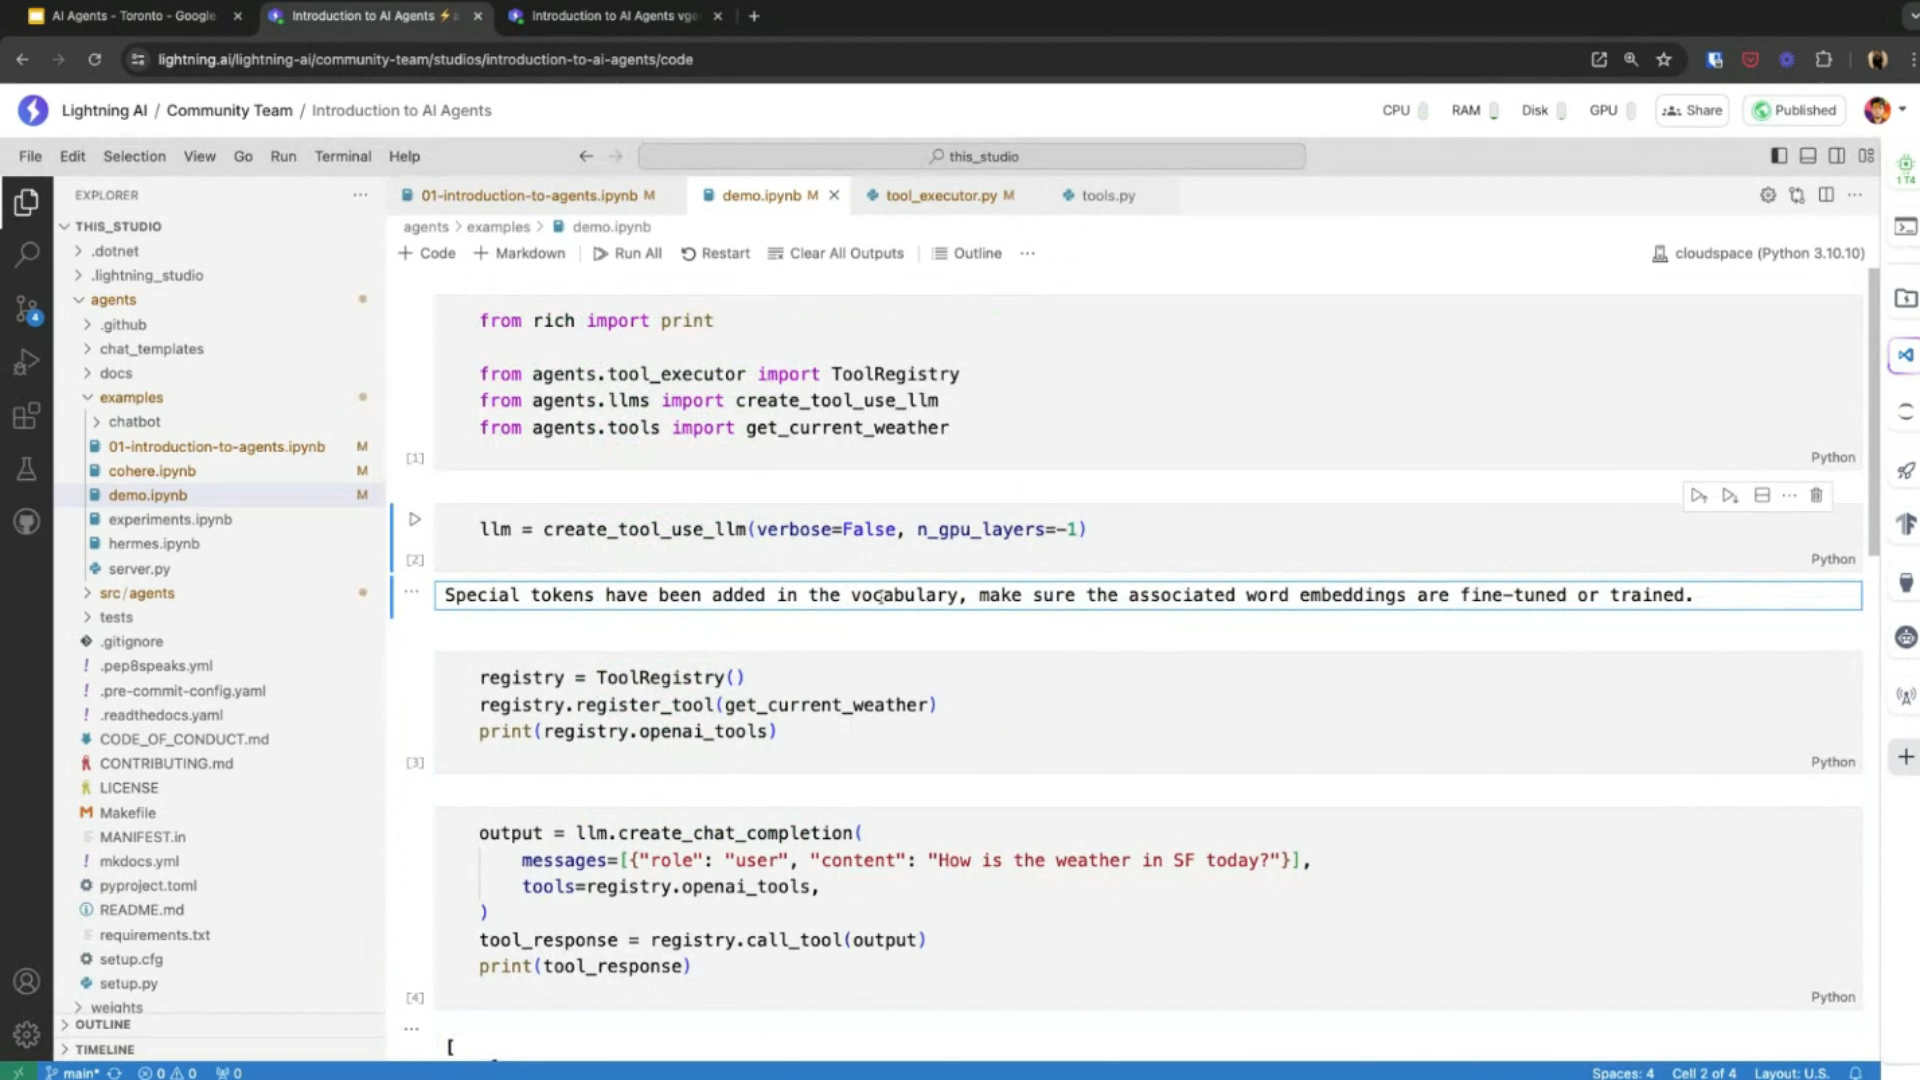 AI Agents - Toronto - Google
Introduction to AI Agents ⚡
Introduction to AI Agents vge
lightning.ai/lightning-ai/community-team/studios/introduction-to-ai-agents/code
Lightning AI / Community Team / Introduction to AI Agents
CPU RAM Disk GPU Share Published
File Edit Selection View Go Run Terminal Help
this_studio
1 T4
EXPLORER
4
THIS_STUDIO
.dotnet
.lightning_studio
agents
.github
chat_templates
docs
examples
chatbot
01-introduction-to-agents.ipynb M
cohere.ipynb M
demo.ipynb M
experiments.ipynb
hermes.ipynb
server.py
src/agents
tests
.gitignore
.pep8speaks.yml
.pre-commit-config.yaml
.readthedocs.yaml
CODE_OF_CONDUCT.md
CONTRIBUTING.md
LICENSE
Makefile
MANIFEST.in
mkdocs.yml
pyproject.toml
README.md
requirements.txt
setup.cfg
setup.py
weights
OUTLINE
TIMELINE
01-introduction-to-agents.ipynb M
demo.ipynb M
tool_executor.py M
tools.py
agents > examples > demo.ipynb
+ Code + Markdown Run All Restart Clear All Outputs Outline ...
cloudspace (Python 3.10.10)
from rich import print
from agents.tool_executor import ToolRegistry
from agents.llms import create_tool_use_llm
from agents.tools import get_current_weather
[1] Python
llm = create_tool_use_llm(verbose=False, n_gpu_layers=-1)
[2] Python
Special tokens have been added in the vocabulary, make sure the associated word embeddings are fine-tuned or trained.
registry = ToolRegistry()
registry.register_tool(get_current_weather)
print(registry.openai_tools)
[3] Python
output = llm.create_chat_completion(
messages=[{"role": "user", "content": "How is the weather in SF today?"}],
tools=registry.openai_tools,
)
tool_response = registry.call_tool(output)
print(tool_response)
[4] Python
[
main* 0 0 0
Spaces: 4 Cell 2 of 4 Layout: U.S.